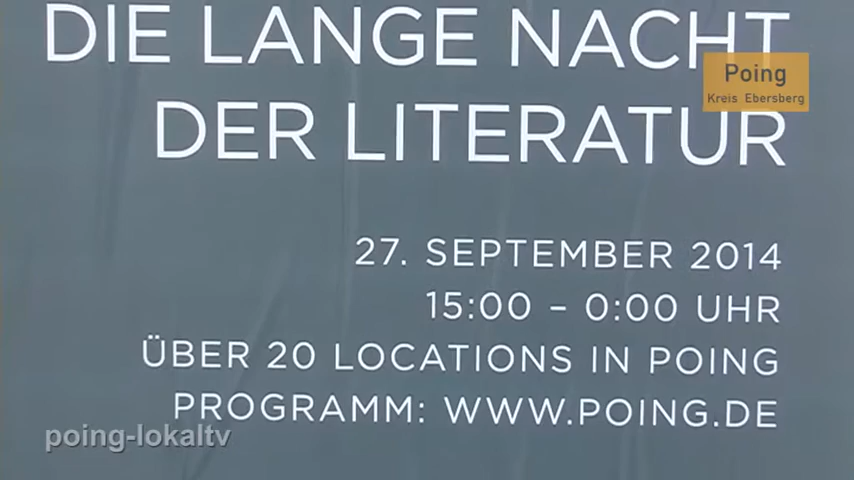 DIE LANGE NACHT
Poing
Kreis Ebersberg
DER LITERATUR
27. SEPTEMBER 2014
15:00 – 0:00 UHR
ÜBER 20 LOCATIONS IN POING
PROGRAMM: WWW.POING.DE
poing-lokaltv